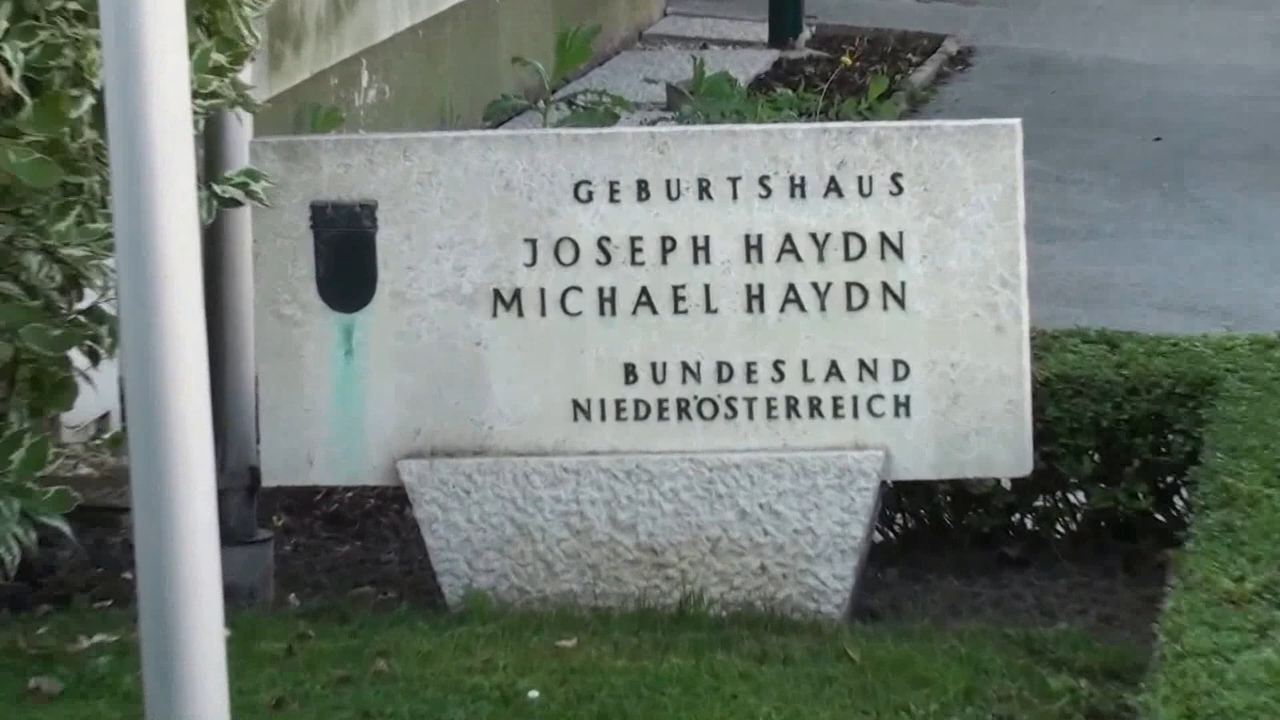 GEBURTSHAUS
JOSEPH HAYDN
MICHAEL HAYDN
BUNDESLAND
NIEDERÖSTERREICH